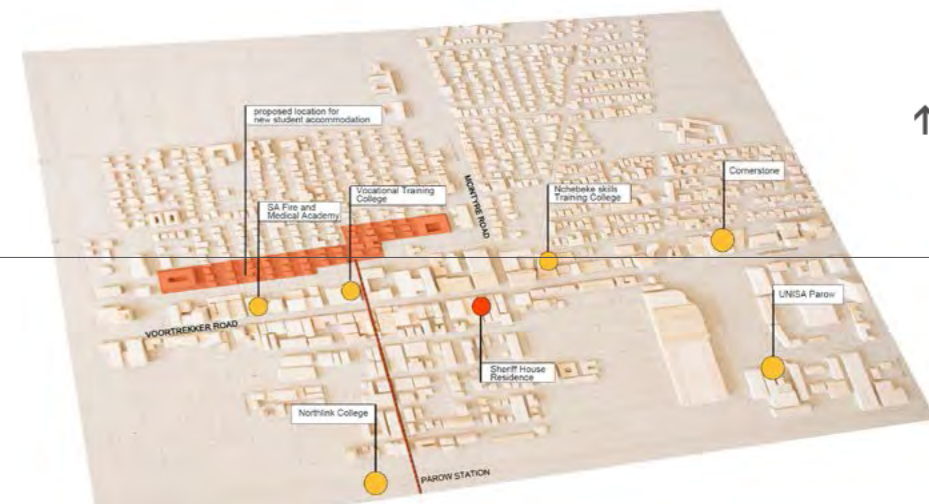 proposed location for
new student accommodation
SA Fire and
Medical Academy
Vocational Training
College
MCINTYRE ROAD
Nchebeke skills
Training College
Cornerstone
UNISA Parow
VOORTREKKER ROAD
Sheriff House
Residence
Northlink College
PAROW STATION